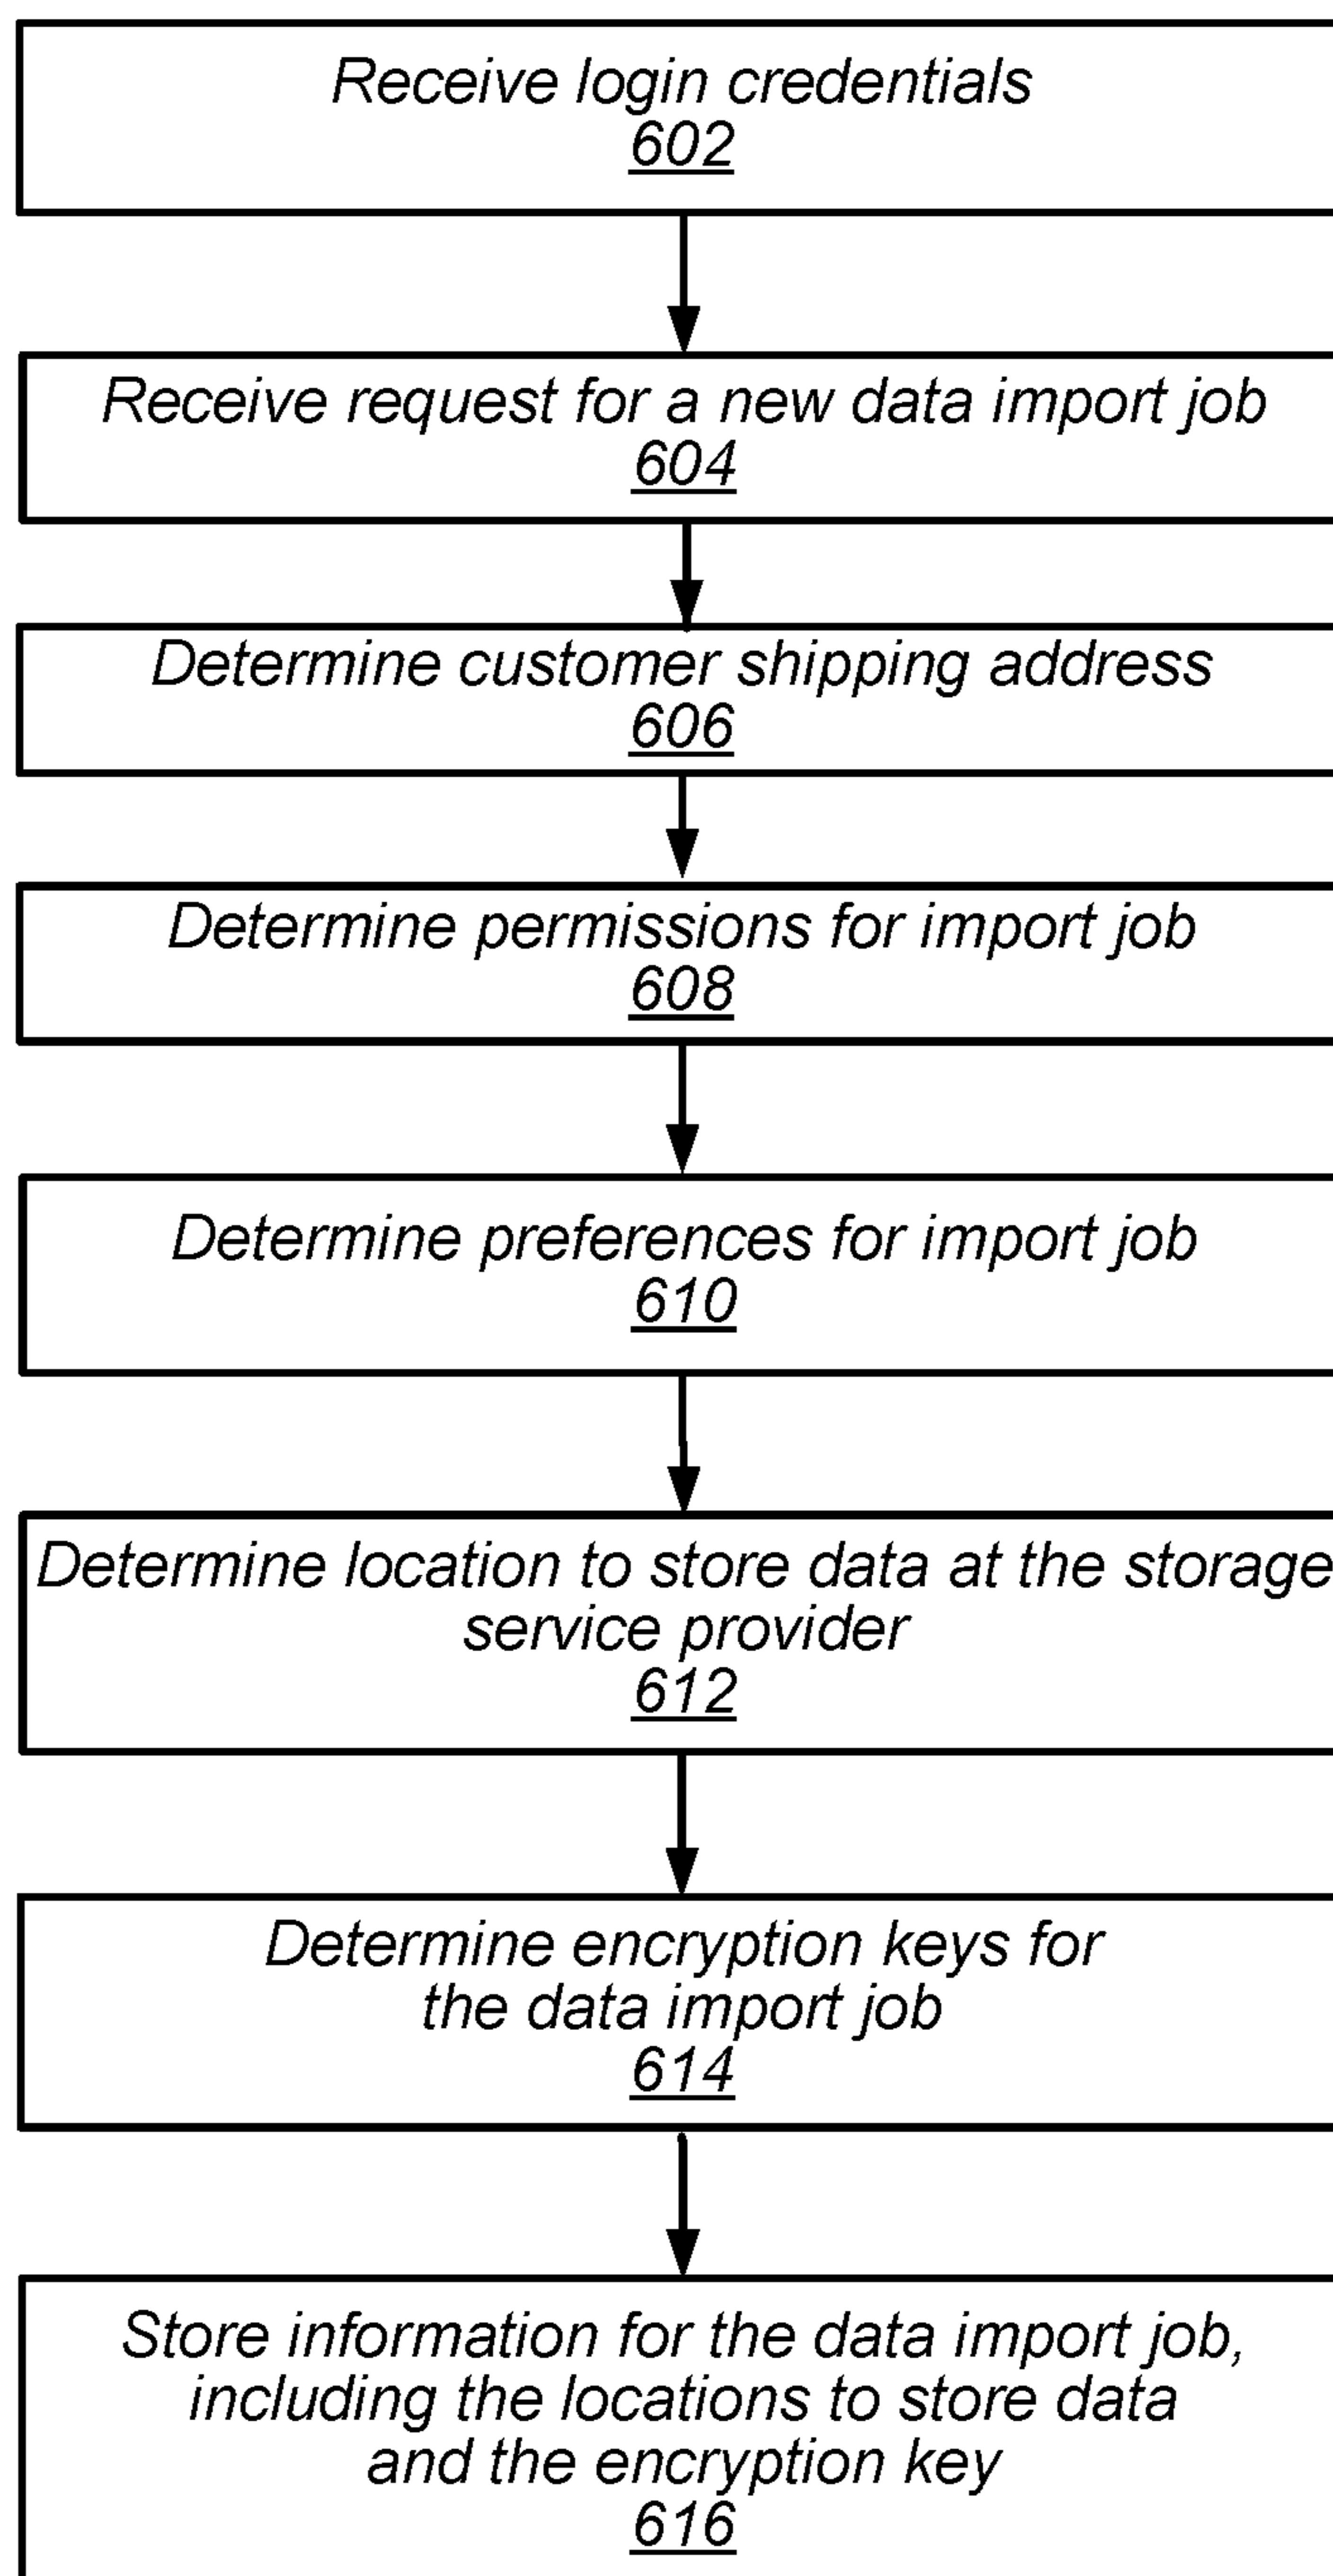 Receive login credentials
602
Receive request for a new data import job
604
Determine customer shipping address
606
Determine permissions for import job
608
Determine preferences for import job
610
Determine location to store data at the storage
service provider
612
Determine encryption keys for
the data import job
614
Store information for the data import job,
including the locations to store data
and the encryption key
616